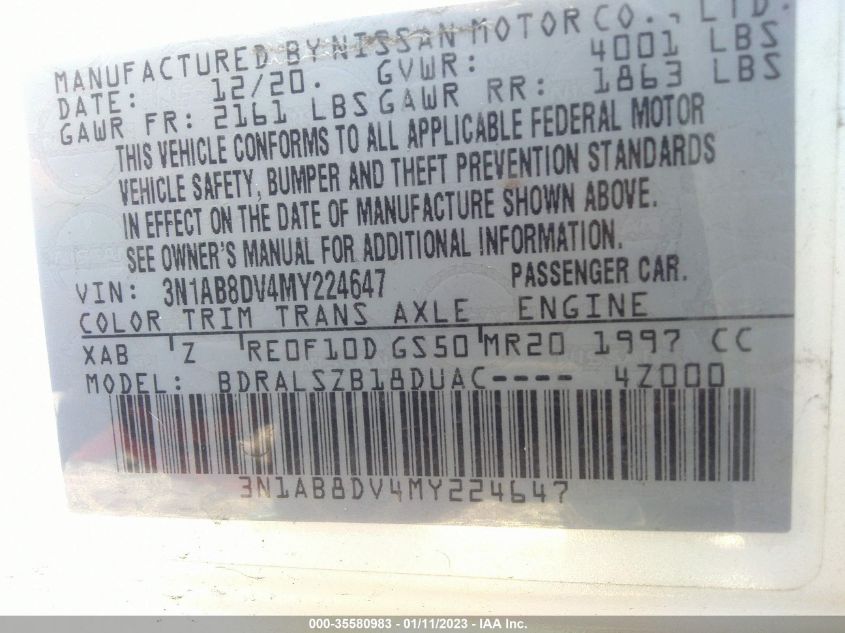 MANUFACTURED BY NISSAN MOTOR CO., LTD.
DATE: 12/20. GVWR: 4001 LBS
GAWR FR: 2161 LBS GAWR RR: 1863 LBS
THIS VEHICLE CONFORMS TO ALL APPLICABLE FEDERAL MOTOR
VEHICLE SAFETY, BUMPER AND THEFT PREVENTION STANDARDS
IN EFFECT ON THE DATE OF MANUFACTURE SHOWN ABOVE.
SEE OWNER'S MANUAL FOR ADDITIONAL INFORMATION.
VIN: 3N1AB8DV4MY224647 PASSENGER CAR.
COLOR TRIM TRANS AXLE ENGINE
XAB Z RE0F10D GS50 MR20 1997 CC
MODEL: BDRALSZB18DUAC---- 4Z000
3N1AB8DV4MY224647
000-35580983 - 01/11/2023 - IAA Inc.